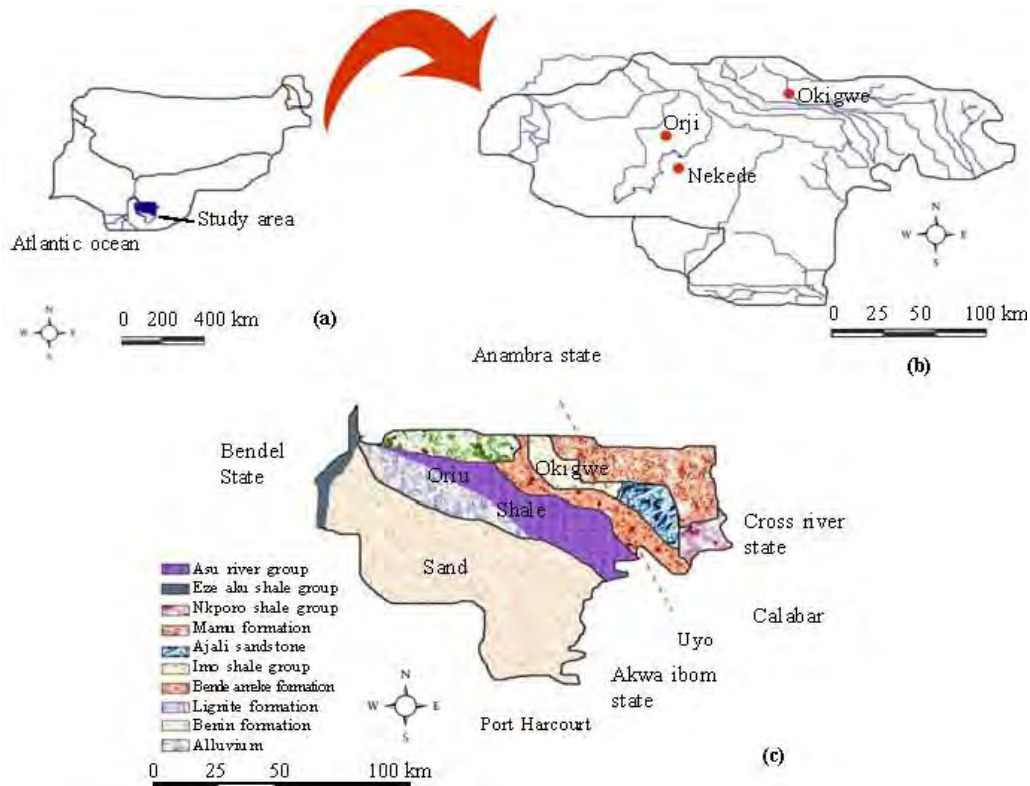 Okigwe
Orji
Nekede
Study area
Atlantic ocean
N
W E
S
0 200 400 km
(a)
N
W E
S
0 25 50 100 km
(b)
Anambra state
Bendel
State
Okigwe
Oriu
Shale
Cross river
state
Sand
Calabar
Uyo
Akwa ibom
state
Port Harcourt
Asu river group
Eze aku shale group
Nkporo shale group
Mamu formation
Ajali sandstone
Imo shale group
Bende ameke formation
Lignite formation
Benin formation
Alluvium
N
W E
S
(c)
0 25 50 100 km